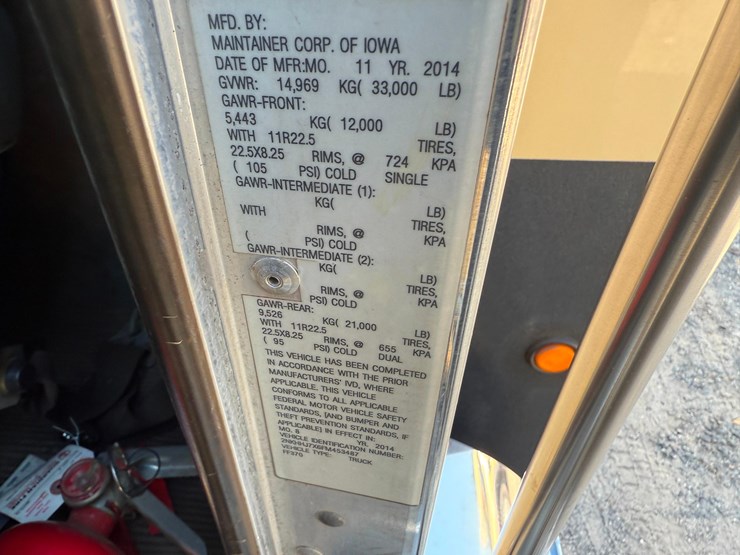 MFD. BY:
MAINTAINER CORP. OF IOWA
DATE OF MFR:MO. 11 YR. 2014
GVWR: 14,969 KG( 33,000 LB)
GAWR-FRONT:
5,443 KG( 12,000 LB)
WITH 11R22.5 TIRES,
22.5X8.25 RIMS, @ 724 KPA
( 105 PSI) COLD SINGLE
GAWR-INTERMEDIATE (1):
KG( LB)
WITH TIRES,
RIMS, @ KPA
( PSI) COLD
GAWR-INTERMEDIATE (2):
KG( LB)
TIRES,
RIMS, @ KPA
PSI) COLD
GAWR-REAR:
9,526 KG( 21,000 LB)
WITH 11R22.5 TIRES,
22.5X8.25 RIMS, @ 655 KPA
( 95 PSI) COLD DUAL
THIS VEHICLE HAS BEEN COMPLETED
IN ACCORDANCE WITH THE PRIOR
MANUFACTURERS' IVD, WHERE
APPLICABLE. THIS VEHICLE
CONFORMS TO ALL APPLICABLE
FEDERAL MOTOR VEHICLE SAFETY
STANDARDS, [AND BUMPER AND
THEFT PREVENTION STANDARDS, IF
APPLICABLE] IN EFFECT IN:
MO. 8 YR. 2014
VEHICLE IDENTIFICATION NUMBER:
VEHICLE TYPE: TRUCK
FF370